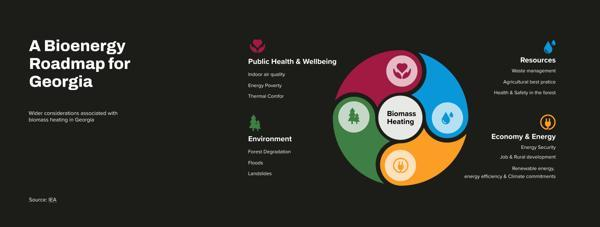 A Bioenergy
Roadmap for
Georgia
Wider considerations associated with
biomass heating in Georgia
Source: IEA
Public Health & Wellbeing
Indoor air quality
Energy Poverty
Thermal Comfor
Environment
Forest Degradation
Floods
Landslides
Biomass
Heating
Resources
Waste management
Agricultural best pratice
Health & Safety in the forest
Economy & Energy
Energy Security
Job & Rural development
Renewable energy,
energy efficiency & Climate commitments